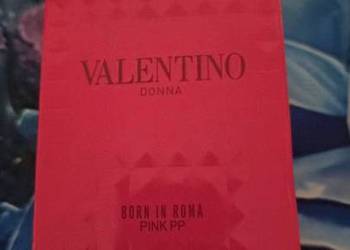 VALENTINO
DONNA
BORN IN ROMA
PINK PP